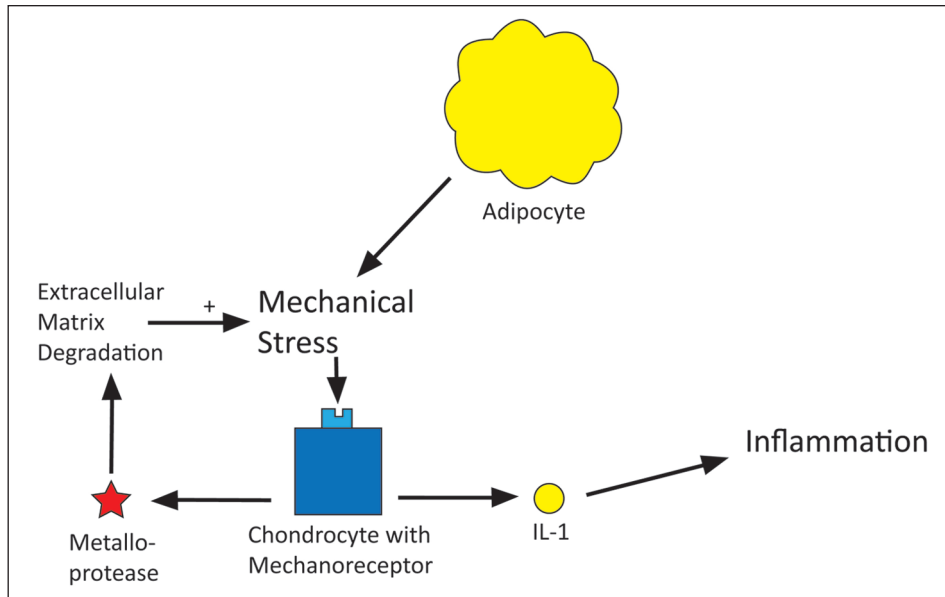 Adipocyte
Extracellular
Matrix
Degradation
+
Mechanical
Stress
Inflammation
Metallo-
protease
Chondrocyte with
Mechanoreceptor
IL-1